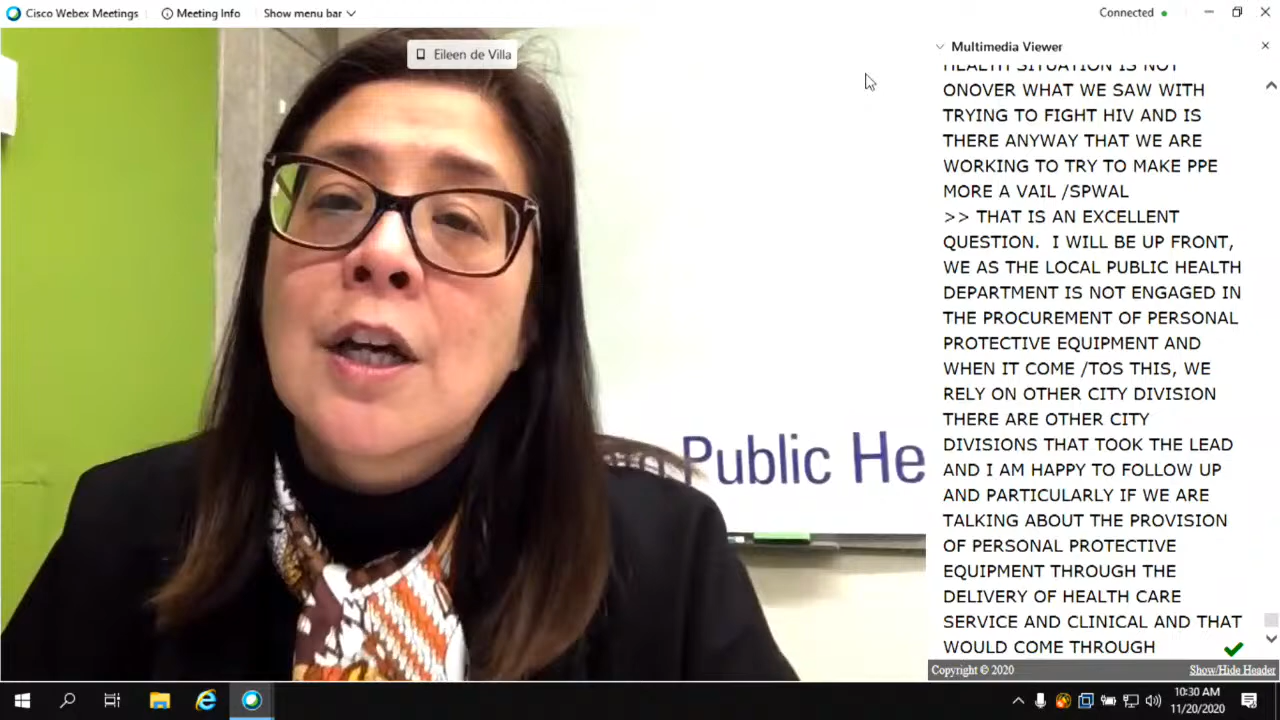 Cisco Webex Meetings
Meeting Info
Show menu bar
Connected
Eileen de Villa
Multimedia Viewer
HEALTH SITUATION IS NOT
ONOVER WHAT WE SAW WITH
TRYING TO FIGHT HIV AND IS
THERE ANYWAY THAT WE ARE
WORKING TO TRY TO MAKE PPE
MORE A VAIL /SPWAL
>> THAT IS AN EXCELLENT
QUESTION. I WILL BE UP FRONT,
WE AS THE LOCAL PUBLIC HEALTH
DEPARTMENT IS NOT ENGAGED IN
THE PROCUREMENT OF PERSONAL
PROTECTIVE EQUIPMENT AND
WHEN IT COME /TOS THIS, WE
RELY ON OTHER CITY DIVISION
THERE ARE OTHER CITY
DIVISIONS THAT TOOK THE LEAD
AND I AM HAPPY TO FOLLOW UP
AND PARTICULARLY IF WE ARE
TALKING ABOUT THE PROVISION
OF PERSONAL PROTECTIVE
EQUIPMENT THROUGH THE
DELIVERY OF HEALTH CARE
SERVICE AND CLINICAL AND THAT
WOULD COME THROUGH
Public He
Copyright © 2020
Show/Hide Header
10:30 AM
11/20/2020